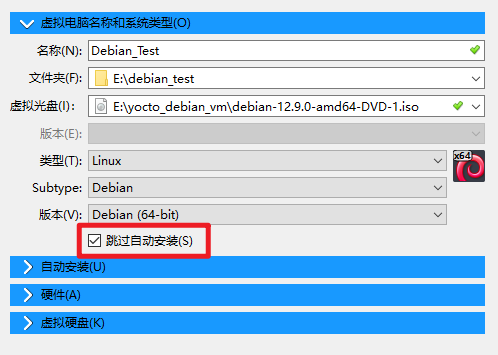 虚拟电脑名称和系统类型(O)
名称(N): Debian_Test
文件夹(F): E:\debian_test
虚拟光盘(I): E:\yocto_debian_vm\debian-12.9.0-amd64-DVD-1.iso
版本(E):
类型(T): Linux x64
Subtype: Debian
版本(V): Debian (64-bit)
跳过自动安装(S)
自动安装(U)
硬件(A)
虚拟硬盘(K)